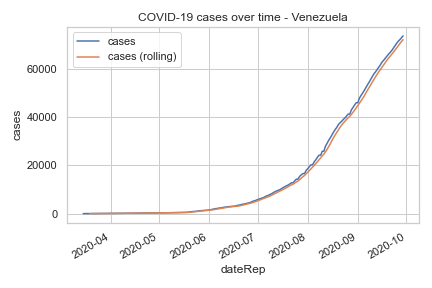 COVID-19 cases over time - Venezuela
cases
cases (rolling)
60000
40000
20000
0
cases
2020-04
2020-05
2020-06
2020-07
2020-08
2020-09
2020-10
dateRep